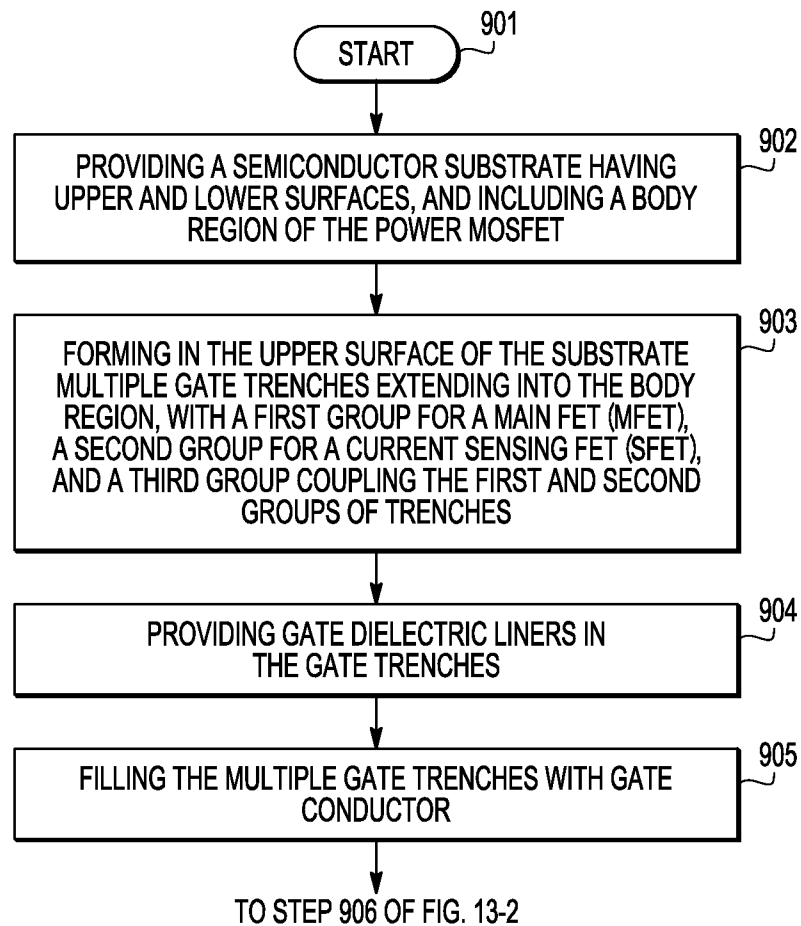 901
START
902
PROVIDING A SEMICONDUCTOR SUBSTRATE HAVING
UPPER AND LOWER SURFACES, AND INCLUDING A BODY
REGION OF THE POWER MOSFET
903
FORMING IN THE UPPER SURFACE OF THE SUBSTRATE
MULTIPLE GATE TRENCHES EXTENDING INTO THE BODY
REGION, WITH A FIRST GROUP FOR A MAIN FET (MFET),
A SECOND GROUP FOR A CURRENT SENSING FET (SFET),
AND A THIRD GROUP COUPLING THE FIRST AND SECOND
GROUPS OF TRENCHES
904
PROVIDING GATE DIELECTRIC LINERS IN
THE GATE TRENCHES
905
FILLING THE MULTIPLE GATE TRENCHES WITH GATE
CONDUCTOR
TO STEP 906 OF FIG. 13-2